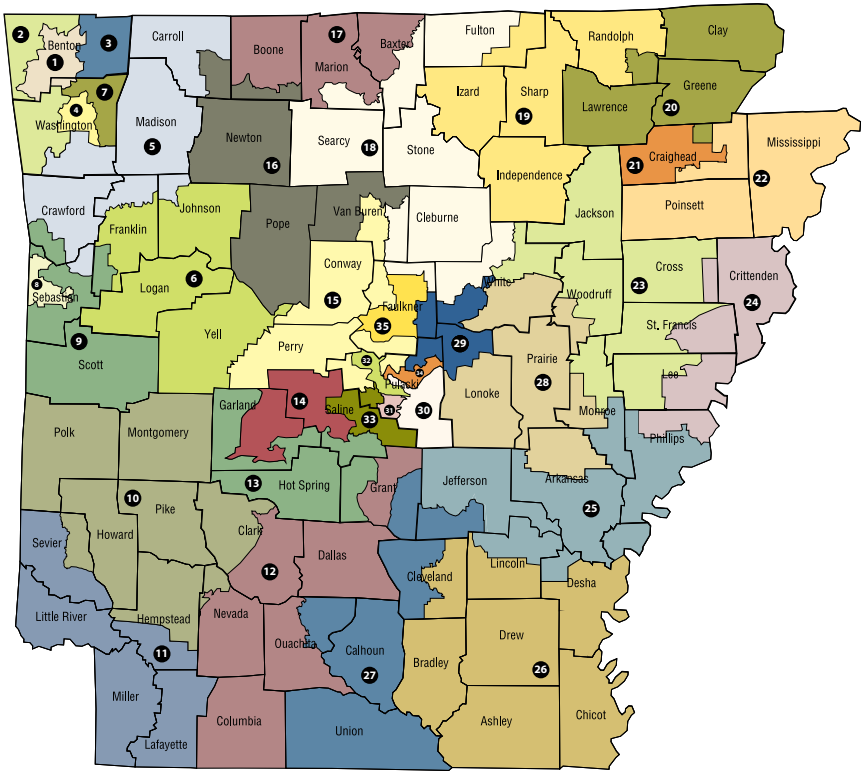 2
Benton
1
3
Carroll
Boone
17
Marion
Baxter
Fulton
Randolph
Clay
7
4
Washington
Madison
5
Newton
16
Searcy
18
Stone
Izard
Sharp
19
Lawrence
Greene
20
Independence
21
Craighead
Mississippi
22
Poinsett
Crawford
Franklin
Johnson
Pope
Van Buren
Cleburne
Jackson
8
Sebastian
Logan
6
Conway
15
Faulkner
35
White
Woodruff
Cross
23
Crittenden
24
St. Francis
9
Scott
Yell
Perry
32
29
34
Pulaski
Prairie
28
Lee
Garland
14
Saline
33
31
30
Lonoke
Monroe
Phillips
Polk
Montgomery
13
Hot Spring
Grant
Jefferson
Arkansas
25
10
Pike
Howard
Clark
Sevier
12
Dallas
Cleveland
Lincoln
Desha
Little River
Hempstead
Nevada
Ouachita
Calhoun
27
Bradley
Drew
26
11
Miller
Lafayette
Columbia
Union
Ashley
Chicot